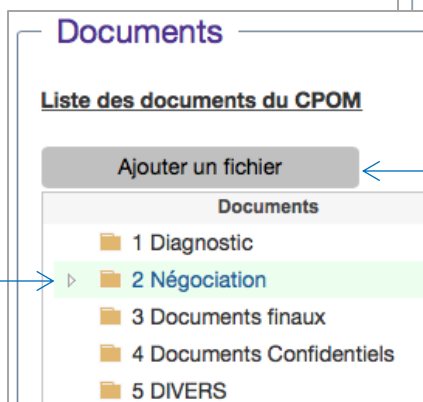 Documents
Liste des documents du CPOM
Ajouter un fichier
Documents
1 Diagnostic
2 Négociation
3 Documents finaux
4 Documents Confidentiels
5 DIVERS